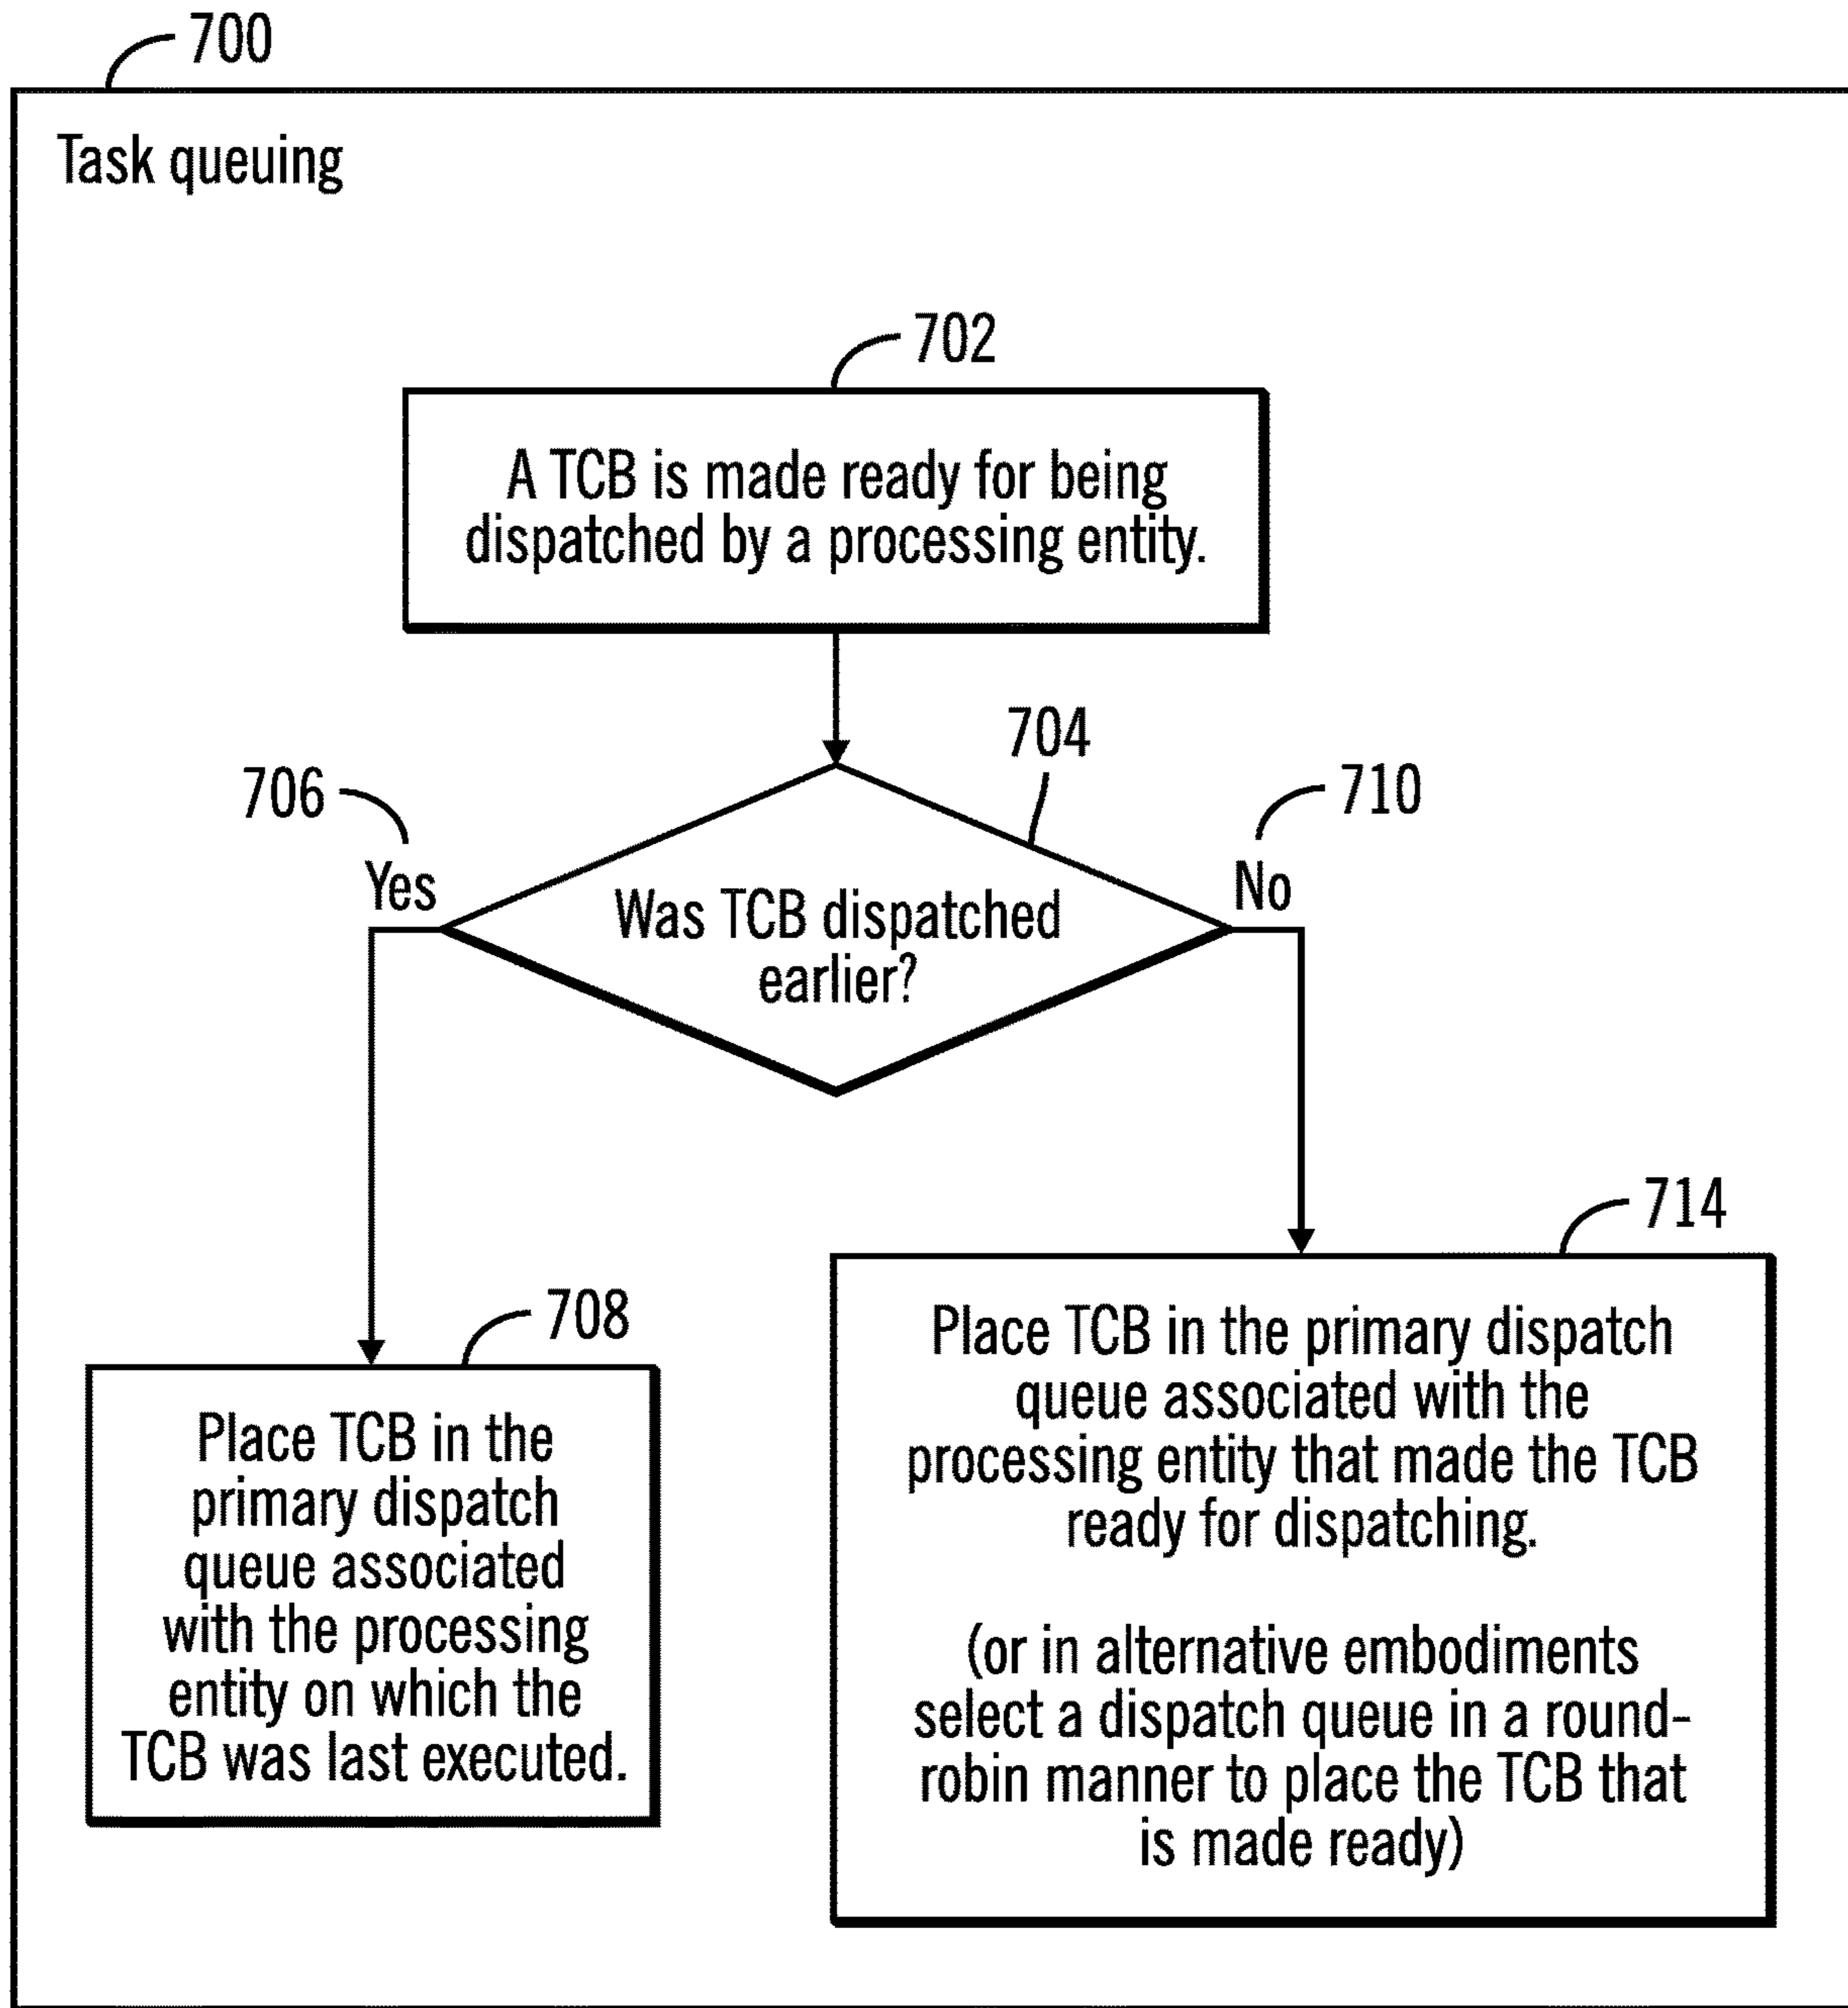 700
Task queuing
702
A TCB is made ready for being
dispatched by a processing entity.
704
706
710
Yes
No
Was TCB dispatched
earlier?
708
Place TCB in the
primary dispatch
queue associated
with the processing
entity on which the
TCB was last executed.
714
Place TCB in the primary dispatch
queue associated with the
processing entity that made the TCB
ready for dispatching.
(or in alternative embodiments
select a dispatch queue in a round-
robin manner to place the TCB that
is made ready)